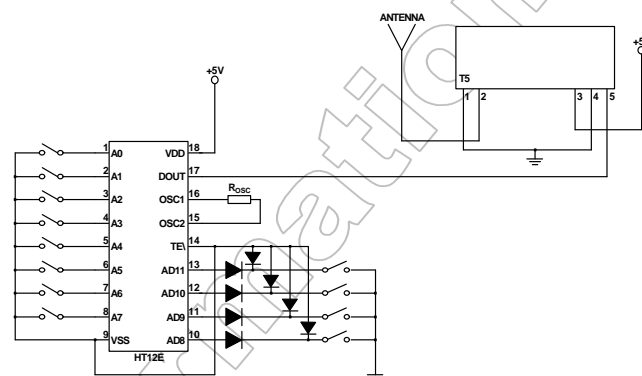 ANTENNA
+5
T5
1 2 3 4 5
+5V
1 A0 VDD 18
2 A1 DOUT 17
3 A2 OSC1 16
ROSC
4 A3 OSC2 15
5 A4 TE\ 14
6 A5 AD11 13
7 A6 AD10 12
8 A7 AD9 11
9 VSS AD8 10
HT12E